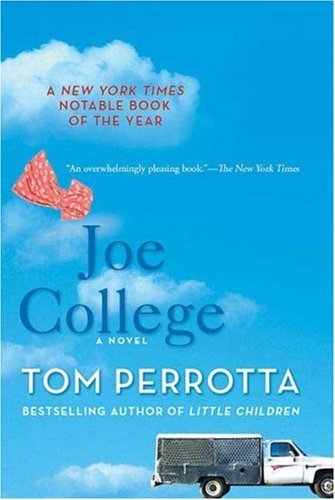 A NEW YORK TIMES
NOTABLE BOOK
OF THE YEAR
"An overwhelmingly pleasing book."—The New York Times
Joe
College
A NOVEL
TOM PERROTTA
BESTSELLING AUTHOR OF LITTLE CHILDREN